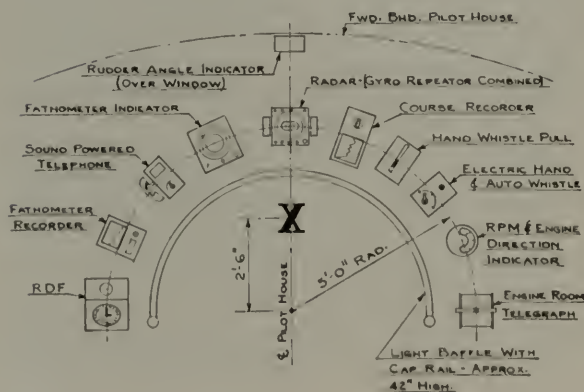 FWD. BHD. PILOT HOUSE
RUDDER ANGLE INDICATOR
(OVER WINDOW)
RADAR-(GYRO REPEATOR COMBINED)
FATHOMETER INDICATOR
COURSE RECORDER
HAND WHISTLE PULL
SOUND POWERED
TELEPHONE
ELECTRIC HAND
& AUTO WHISTLE
FATHOMETER
RECORDER
X
2'-6"
5'-0" RAD.
RPM & ENGINE
DIRECTION
INDICATOR
RDF
℄ PILOT HOUSE
ENGINE ROOM
TELEGRAPH
LIGHT BAFFLE WITH
CAP RAIL - APPROX.
42" HIGH.